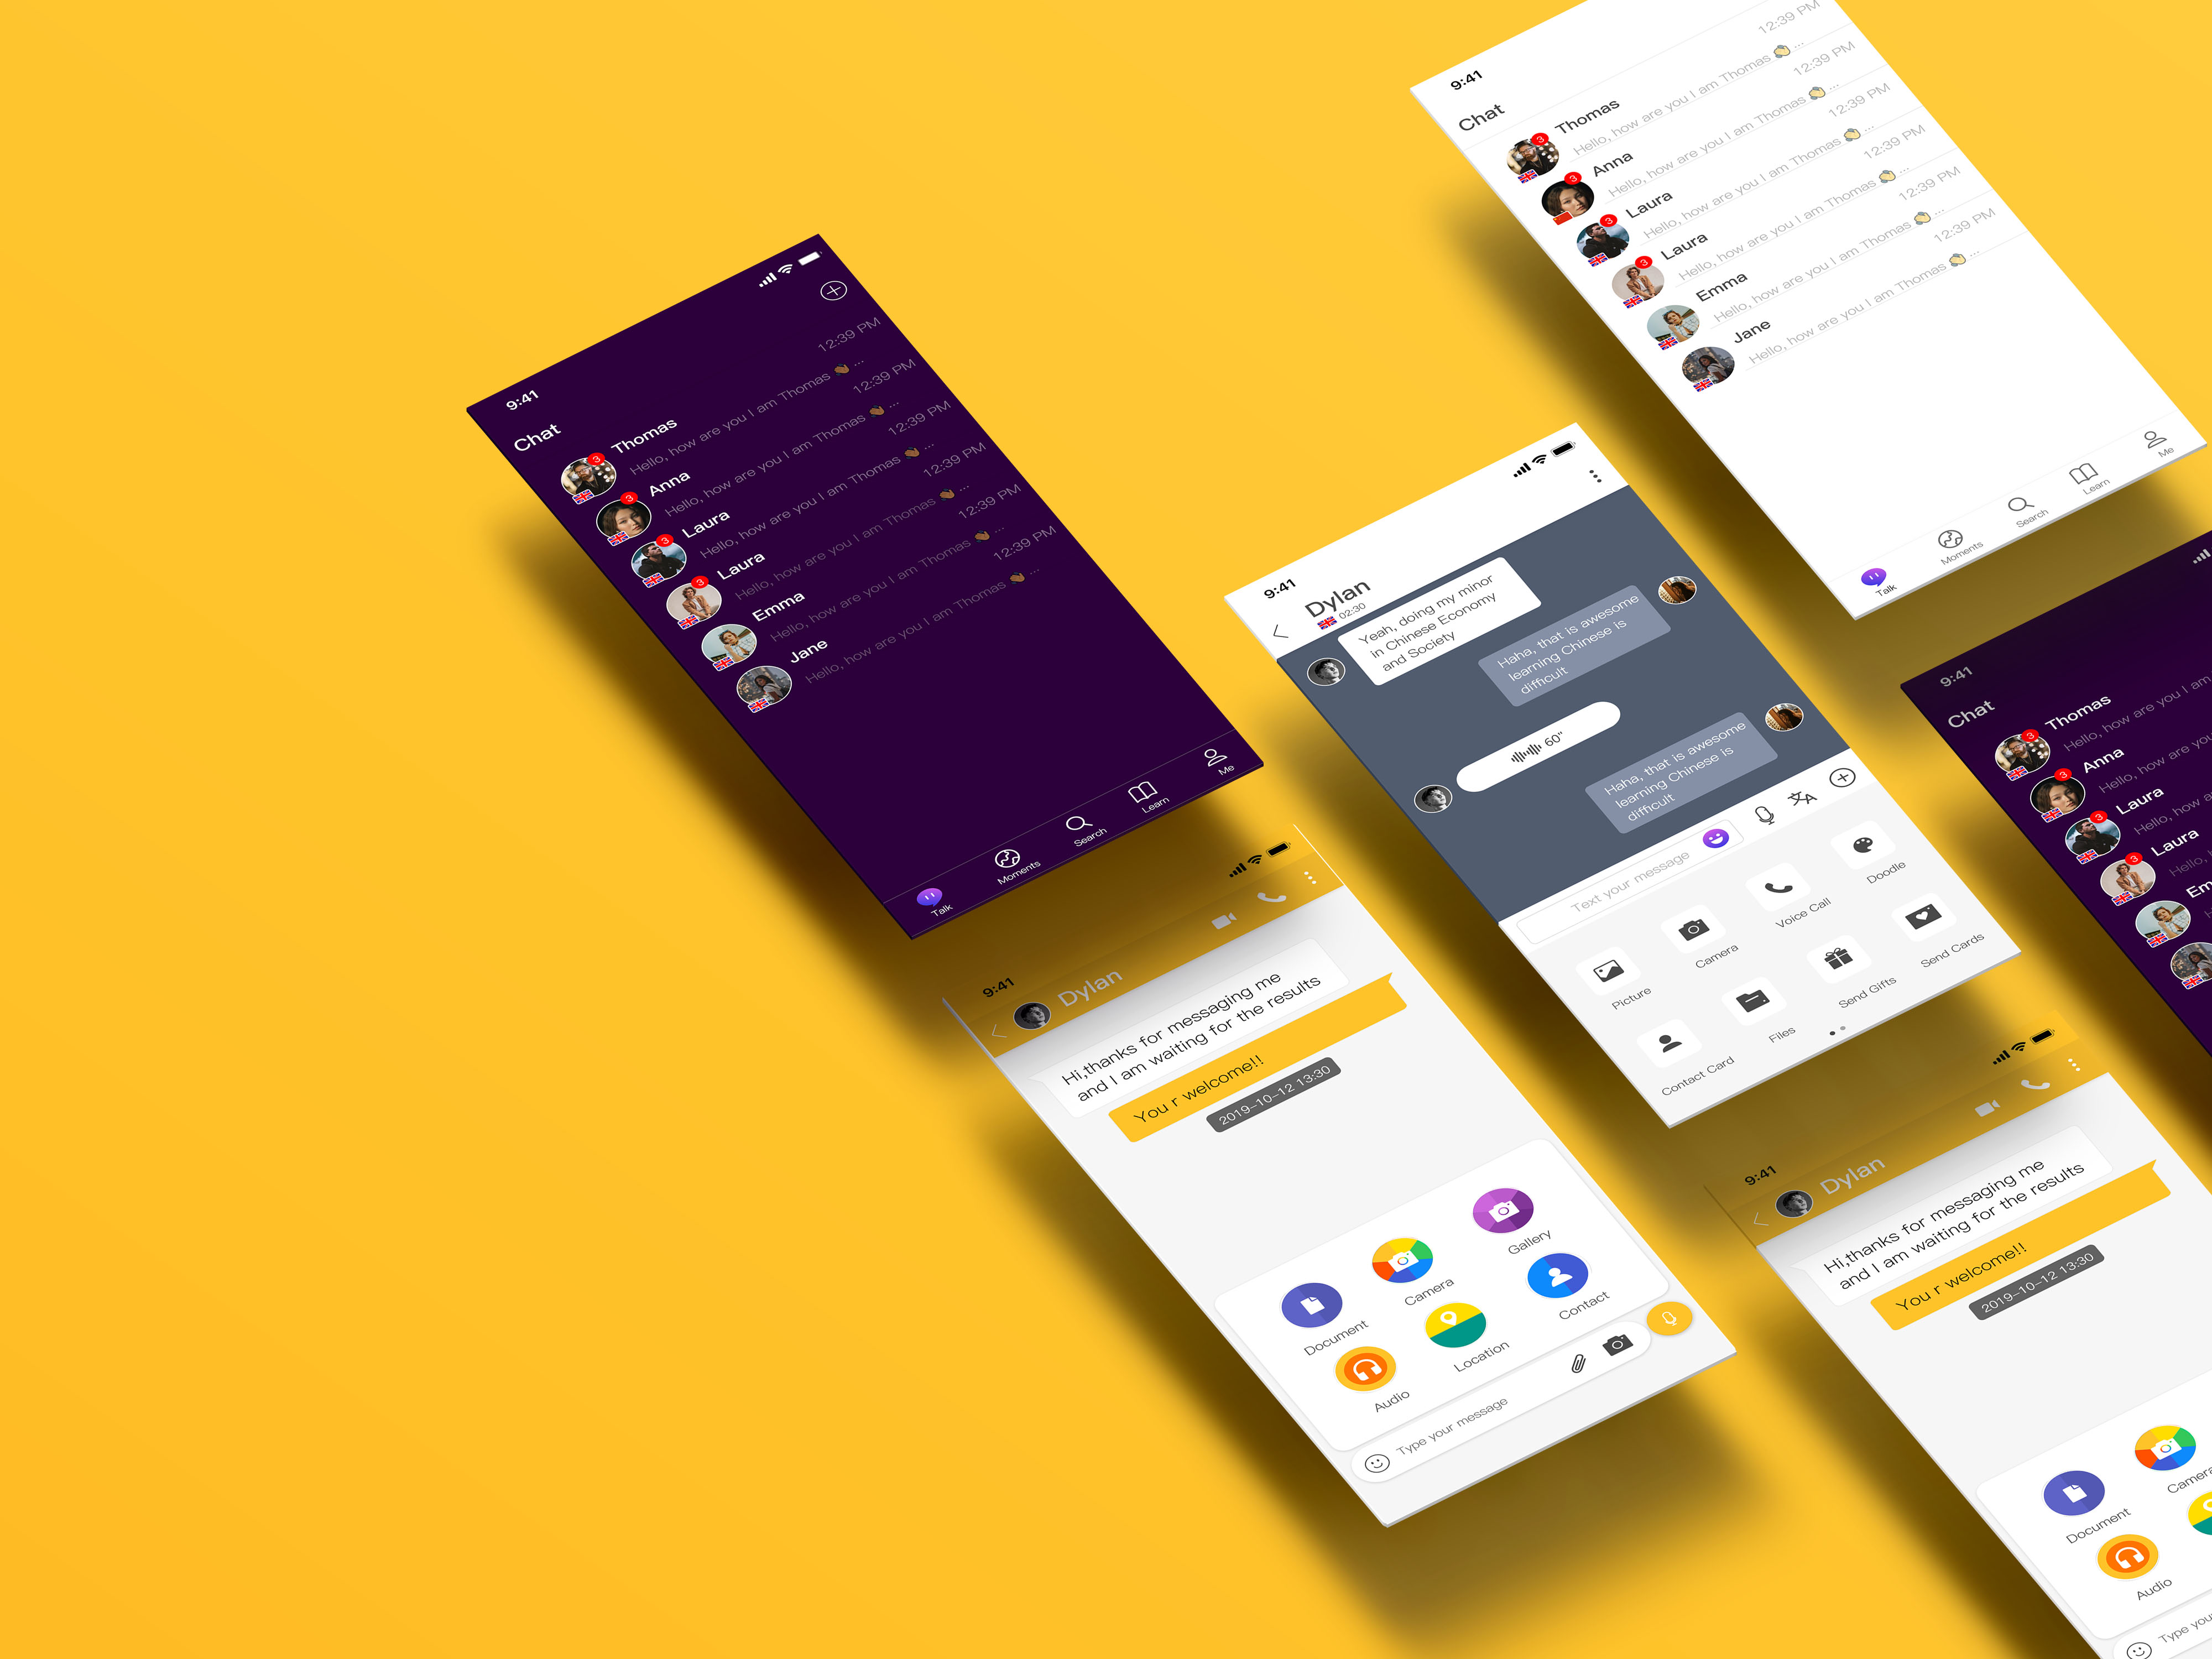 9:41
Chat
Thomas
12:39 PM
Hello, how are you I am Thomas 👏🏾 ...
Anna
12:39 PM
Hello, how are you I am Thomas 👏🏾 ...
Laura
12:39 PM
Hello, how are you I am Thomas 👏🏾 ...
Laura
12:39 PM
Hello, how are you I am Thomas 👏🏾 ...
Emma
12:39 PM
Hello, how are you I am Thomas 👏🏾 ...
Jane
12:39 PM
Hello, how are you I am Thomas 👏🏾 ...
3
3
3
3
Talk
Moments
Search
Learn
Me
9:41
Chat
Thomas
12:39 PM
Hello, how are you I am Thomas 👏 ...
Anna
12:39 PM
Hello, how are you I am Thomas 👏 ...
Laura
12:39 PM
Hello, how are you I am Thomas 👏 ...
Laura
12:39 PM
Hello, how are you I am Thomas 👏 ...
Emma
12:39 PM
Hello, how are you I am Thomas 👏 ...
Jane
12:39 PM
Hello, how are you I am Thomas 👏 ...
3
3
3
3
Talk
Moments
Search
Learn
Me
9:41
Dylan
02:30
Yeah, doing my minor
in Chinese Economy
and Society
Haha, that is awesome
learning Chinese is
difficult
60"
Haha, that is awesome
learning Chinese is
difficult
Text your message
Picture
Camera
Voice Call
Doodle
Contact Card
Files
Send Gifts
Send Cards
9:41
Dylan
Hi,thanks for messaging me
and I am waiting for the results
You r welcome!!
2019-10-12 13:30
Document
Camera
Gallery
Audio
Location
Contact
Type your message
9:41
Chat
Thomas
Hello, how are you I am
Anna
Hello, how are you
Laura
Hello, how a
Laura
Hello,
Em
3
3
3
3
9:41
Dylan
Hi,thanks for messaging me
and I am waiting for the results
You r welcome!!
2019-10-12 13:30
Document
Camera
Audio
Type you